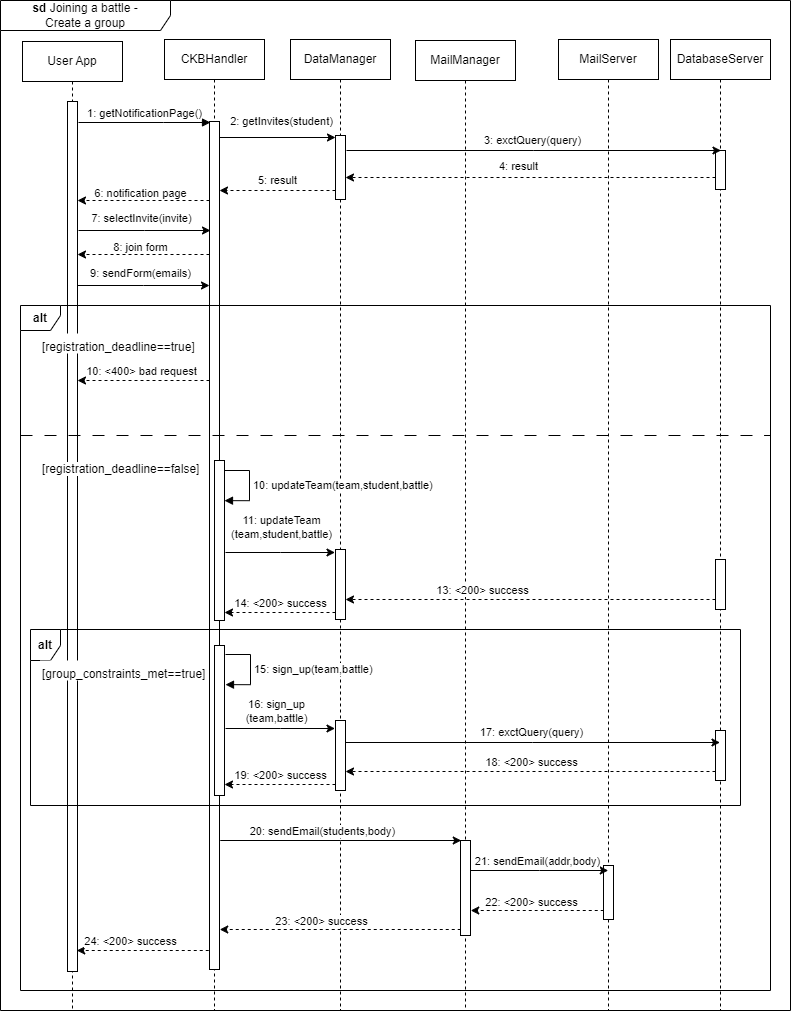 sd Joining a battle -
Create a group
User App
CKBHandler
DataManager
MailManager
MailServer
DatabaseServer
1: getNotificationPage()
2: getInvites(student)
3: exctQuery(query)
4: result
5: result
6: notification page
7: selectInvite(invite)
8: join form
9: sendForm(emails)
alt
[registration_deadline==true]
10: <400> bad request
[registration_deadline==false]
10: updateTeam(team,student,battle)
11: updateTeam
(team,student,battle)
13: <200> success
14: <200> success
alt
[group_constraints_met==true]
15: sign_up(team,battle)
16: sign_up
(team,battle)
17: exctQuery(query)
18: <200> success
19: <200> success
20: sendEmail(students,body)
21: sendEmail(addr,body)
22: <200> success
23: <200> success
24: <200> success